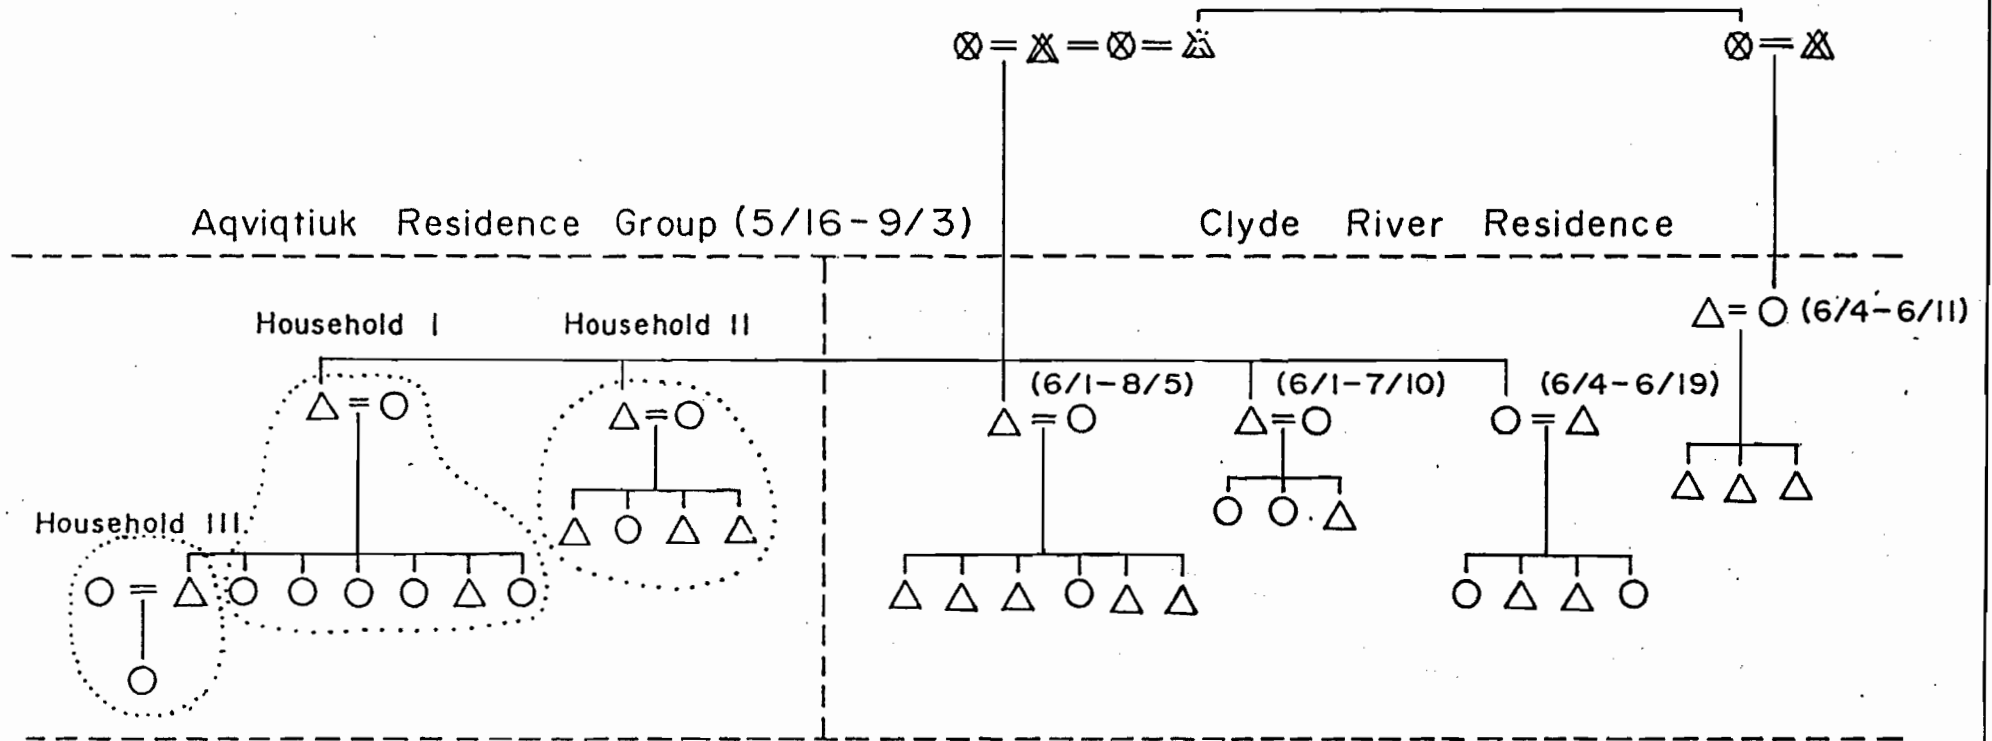 Aqviqtiuk Residence Group (5/16-9/3)
Clyde River Residence
(6/4-6/11)
Household I
Household II
(6/1-8/5)
(6/1-7/10)
(6/4-6/19)
Household III